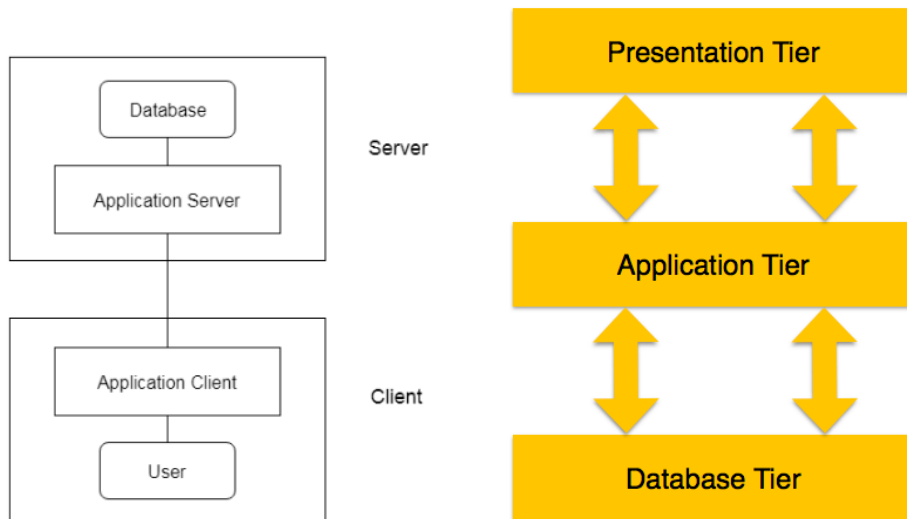 Database
Server
Application Server
Application Client
Client
User
Presentation Tier
Application Tier
Database Tier